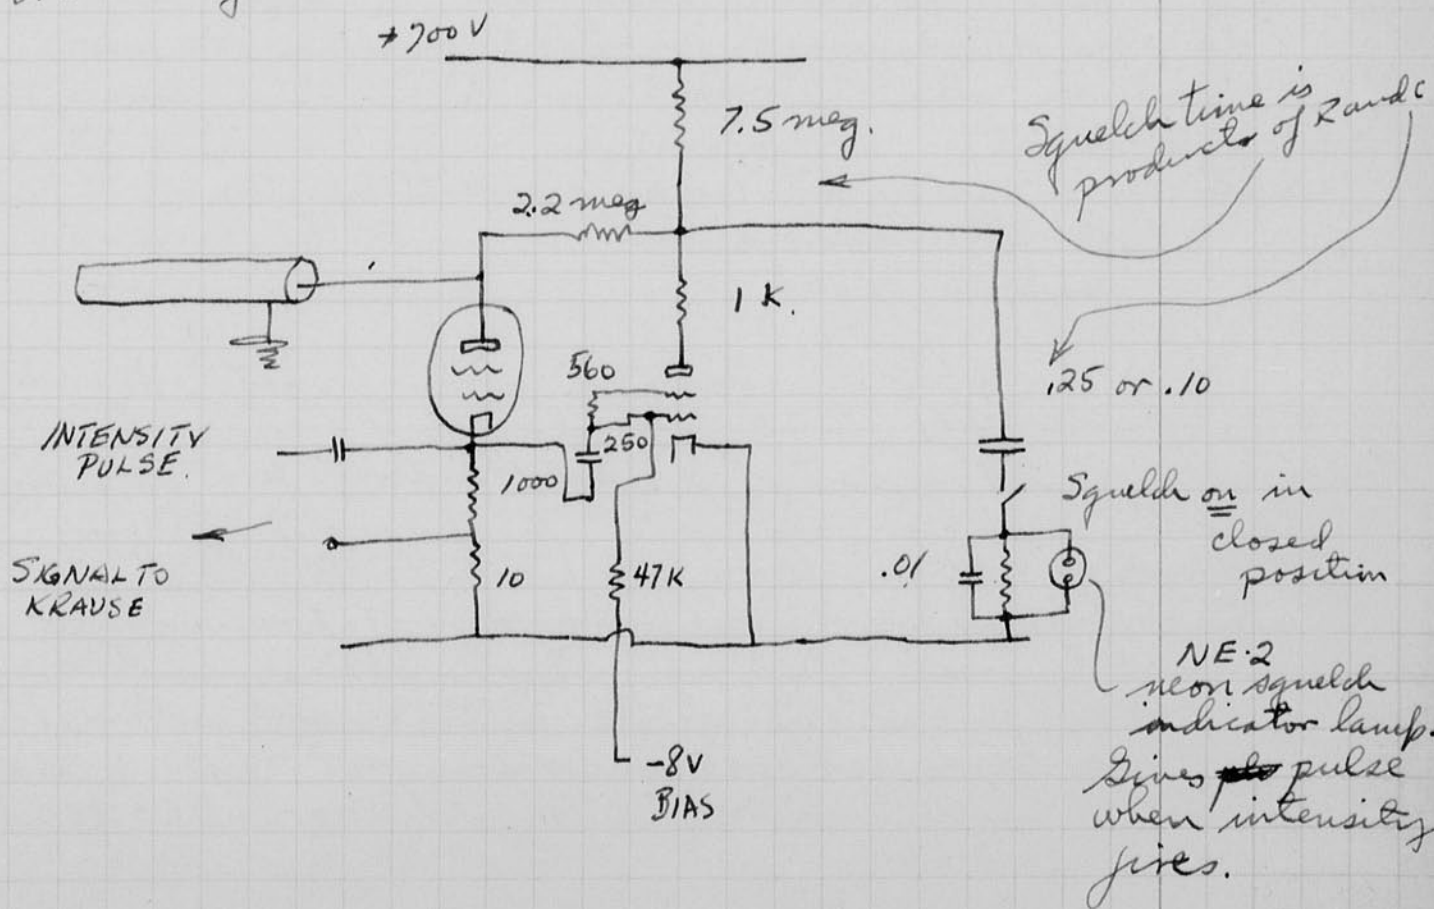 +700V
7.5 meg.
Squelch time is
products of R and C
2.2 meg
1 K.
560
.25 or .10
INTENSITY
PULSE.
250
1000
Squelch on in
closed
position
SIGNAL TO
KRAUSE
10
47K
.01
NE-2
neon squelch
indicator lamp.
Gives pulse
when intensity
fires.
-8V
BIAS